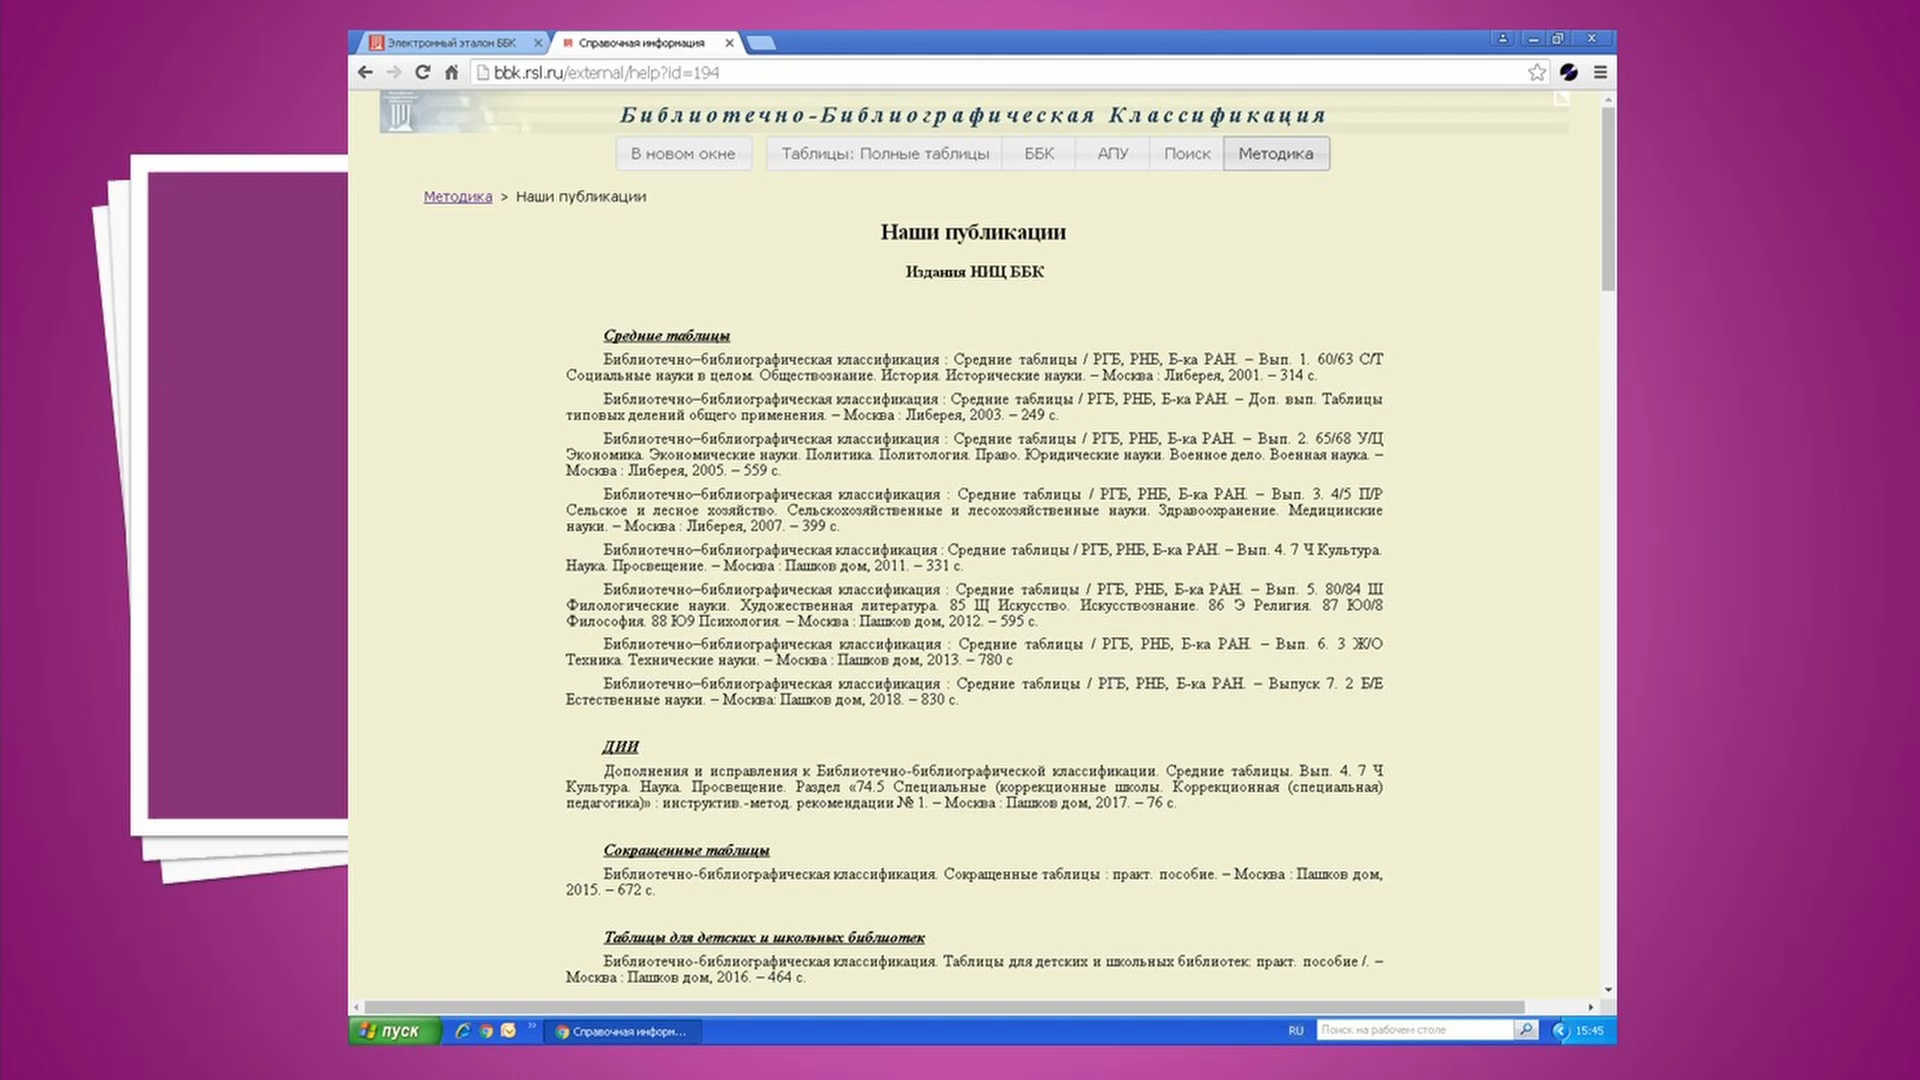 Электронный эталон ББК
Справочная информация
bbk.rsl.ru/external/help?id=194
Библиотечно-Библиографическая Классификация
В новом окне
Таблицы: Полные таблицы
ББК
АПУ
Поиск
Методика
Методика > Наши публикации
Наши публикации
Издания НИЦ ББК
Средние таблицы
Библиотечно–библиографическая классификация : Средние таблицы / РГБ, РНБ, Б-ка РАН. – Вып. 1. 60/63 С/Т
Социальные науки в целом. Обществознание. История. Исторические науки. – Москва : Либерея, 2001. – 314 с.
Библиотечно–библиографическая классификация : Средние таблицы / РГБ, РНБ, Б-ка РАН. – Доп. вып. Таблицы
типовых делений общего применения. – Москва : Либерея, 2003. – 249 с.
Библиотечно–библиографическая классификация : Средние таблицы / РГБ, РНБ, Б-ка РАН. – Вып. 2. 65/68 У/Ц
Экономика. Экономические науки. Политика. Политология. Право. Юридические науки. Военное дело. Военная наука. –
Москва : Либерея, 2005. – 559 с.
Библиотечно–библиографическая классификация : Средние таблицы / РГБ, РНБ, Б-ка РАН. – Вып. 3. 4/5 П/Р
Сельское и лесное хозяйство. Сельскохозяйственные и лесохозяйственные науки. Здравоохранение. Медицинские
науки. – Москва : Либерея, 2007. – 399 с.
Библиотечно–библиографическая классификация : Средние таблицы / РГБ, РНБ, Б-ка РАН. – Вып. 4. 7 Ч Культура.
Наука. Просвещение. – Москва : Пашков дом, 2011. – 331 с.
Библиотечно–библиографическая классификация : Средние таблицы / РГБ, РНБ, Б-ка РАН. – Вып. 5. 80/84 Ш
Филологические науки. Художественная литература. 85 Щ Искусство. Искусствознание. 86 Э Религия. 87 Ю0/8
Философия. 88 Ю9 Психология. – Москва : Пашков дом, 2012. – 595 с.
Библиотечно–библиографическая классификация : Средние таблицы / РГБ, РНБ, Б-ка РАН. – Вып. 6. 3 Ж/О
Техника. Технические науки. – Москва : Пашков дом, 2013. – 780 с
Библиотечно–библиографическая классификация : Средние таблицы / РГБ, РНБ, Б-ка РАН. – Выпуск 7. 2 Б/Е
Естественные науки. – Москва: Пашков дом, 2018. – 830 с.
ДИИ
Дополнения и исправления к Библиотечно-библиографической классификации. Средние таблицы. Вып. 4. 7 Ч
Культура. Наука. Просвещение. Раздел «74.5 Специальные (коррекционные школы. Коррекционная (специальная)
педагогика)» : инструктив.-метод. рекомендации № 1. – Москва : Пашков дом, 2017. – 76 с.
Сокращенные таблицы
Библиотечно-библиографическая классификация. Сокращенные таблицы : практ. пособие. – Москва : Пашков дом,
2015. – 672 с.
Таблицы для детских и школьных библиотек
Библиотечно-библиографическая классификация. Таблицы для детских и школьных библиотек: практ. пособие /. –
Москва : Пашков дом, 2016. – 464 с.
пуск
Справочная информ...
RU
Поиск на рабочем столе
15:45